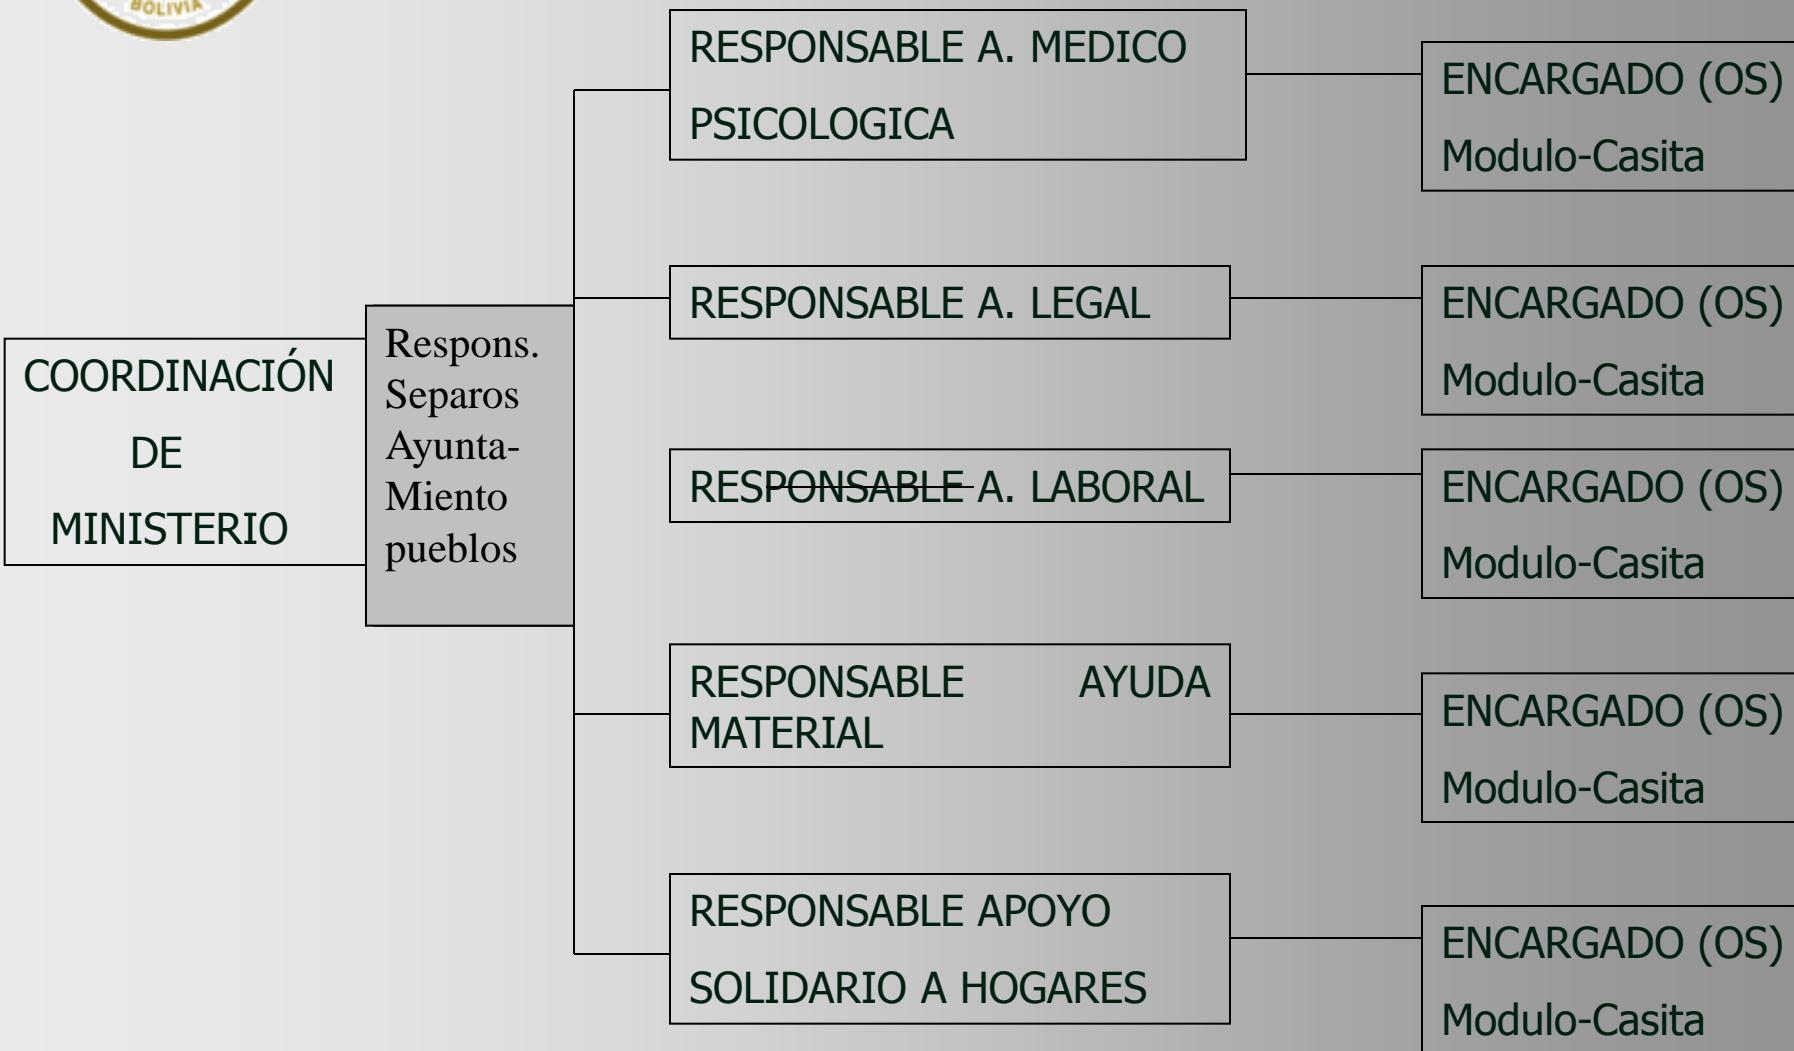 BOLIVIA
RESPONSABLE A. MEDICO
PSICOLOGICA
ENCARGADO (OS)
Modulo-Casita
RESPONSABLE A. LEGAL
ENCARGADO (OS)
Modulo-Casita
COORDINACIÓN
DE
MINISTERIO
Respons.
Separos
Ayunta-
Miento
pueblos
RESPONSABLE A. LABORAL
ENCARGADO (OS)
Modulo-Casita
RESPONSABLE AYUDA
MATERIAL
ENCARGADO (OS)
Modulo-Casita
RESPONSABLE APOYO
SOLIDARIO A HOGARES
ENCARGADO (OS)
Modulo-Casita